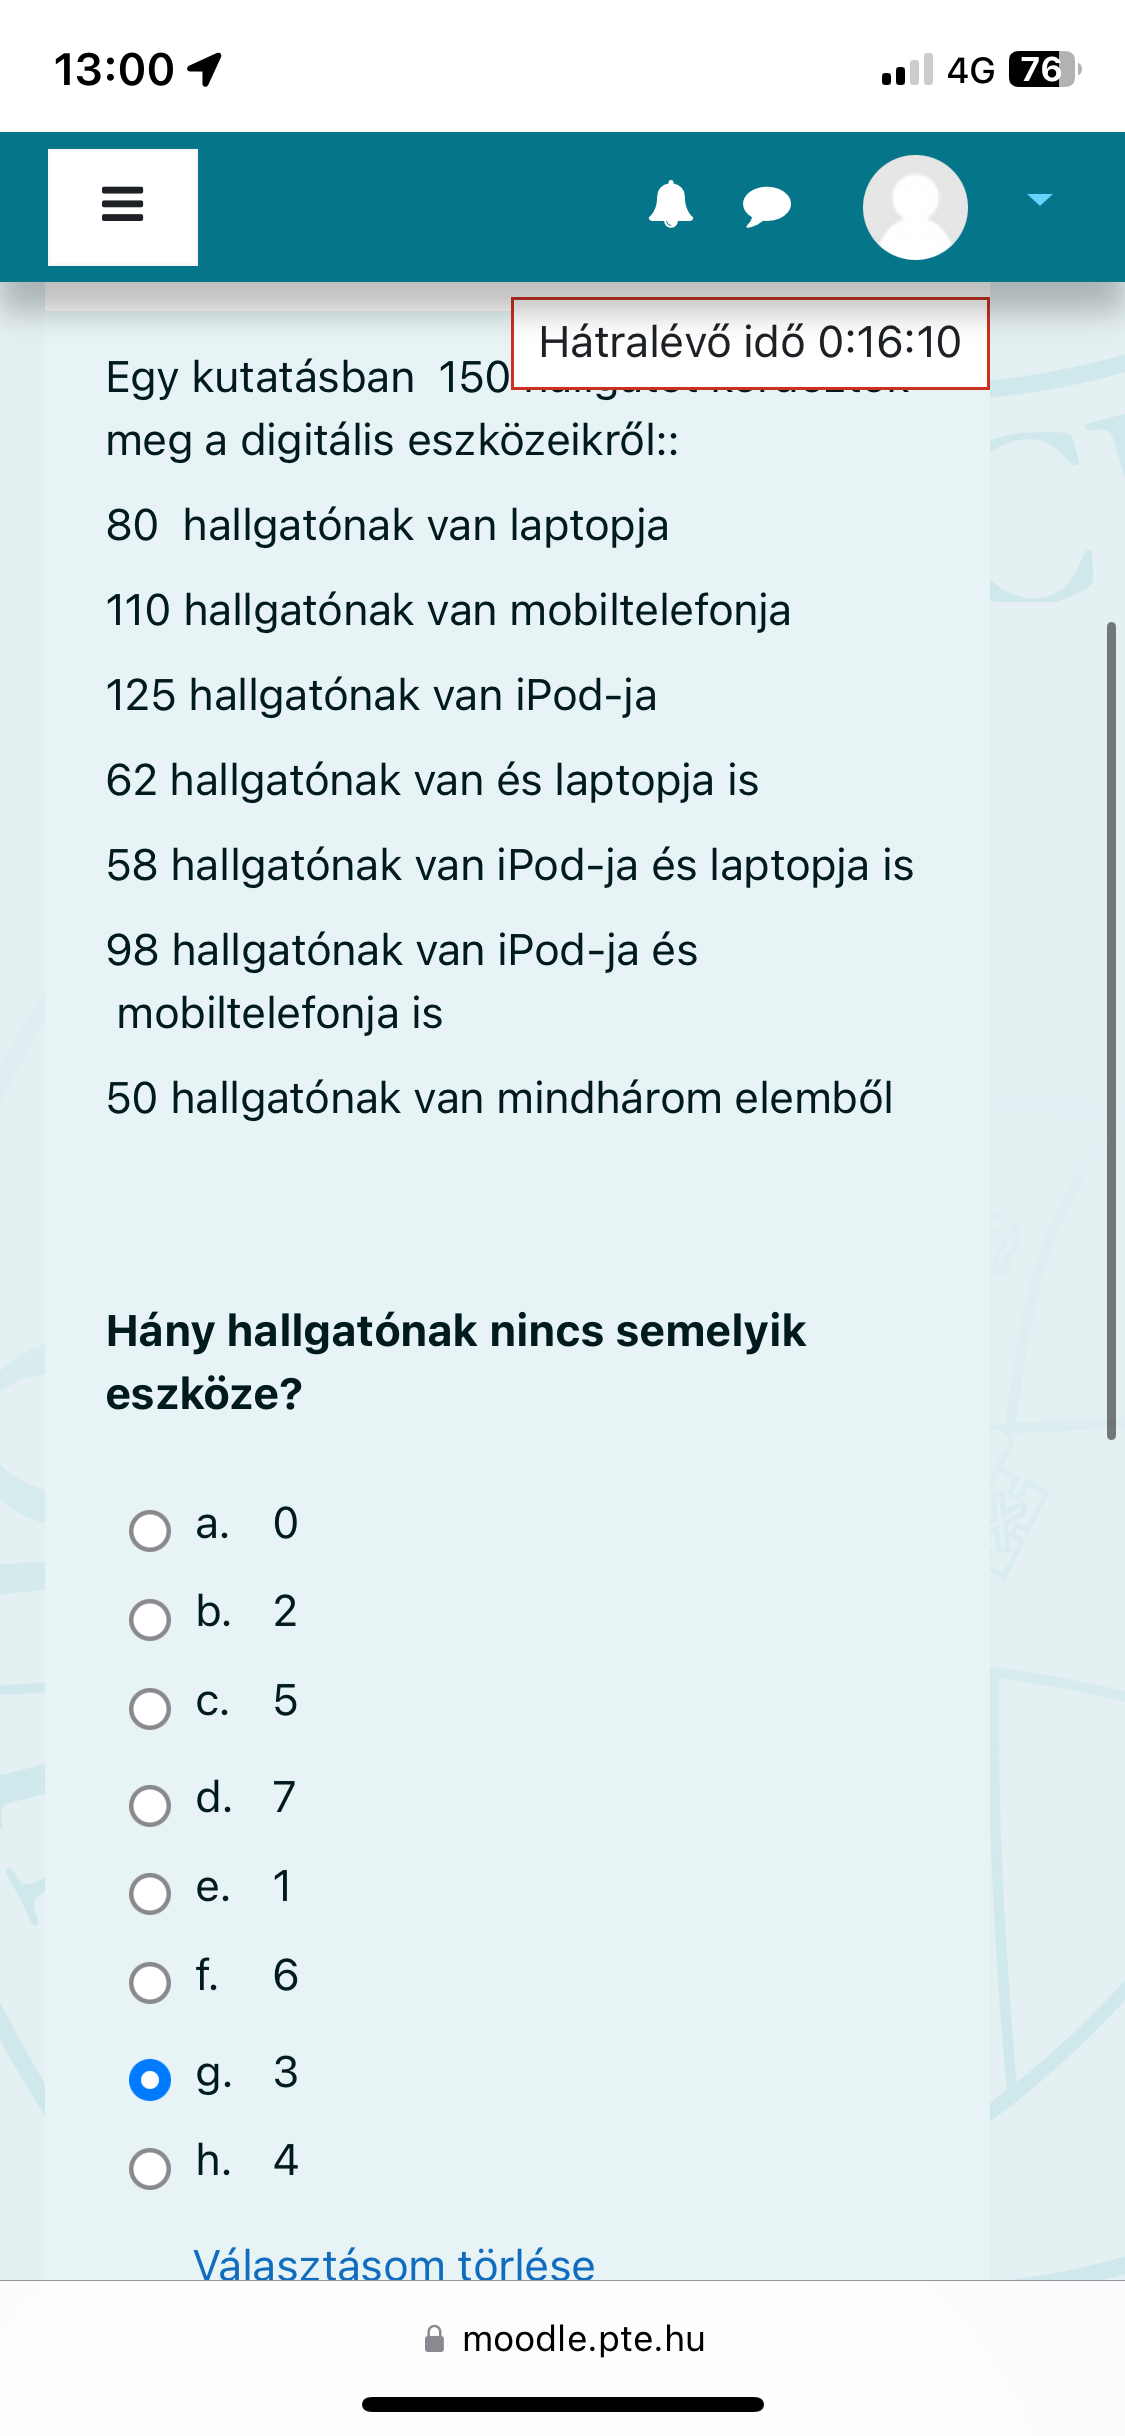 13:00
4G 76
Hátralévő idő 0:16:10
Egy kutatásban 150
meg a digitális eszközeikről::
80 hallgatónak van laptopja
110 hallgatónak van mobiltelefonja
125 hallgatónak van iPod-ja
62 hallgatónak van és laptopja is
58 hallgatónak van iPod-ja és laptopja is
98 hallgatónak van iPod-ja és
mobiltelefonja is
50 hallgatónak van mindhárom elemből
Hány hallgatónak nincs semelyik
eszköze?
a. 0
b. 2
c. 5
d. 7
e. 1
f. 6
g. 3
h. 4
Választásom törlése
moodle.pte.hu